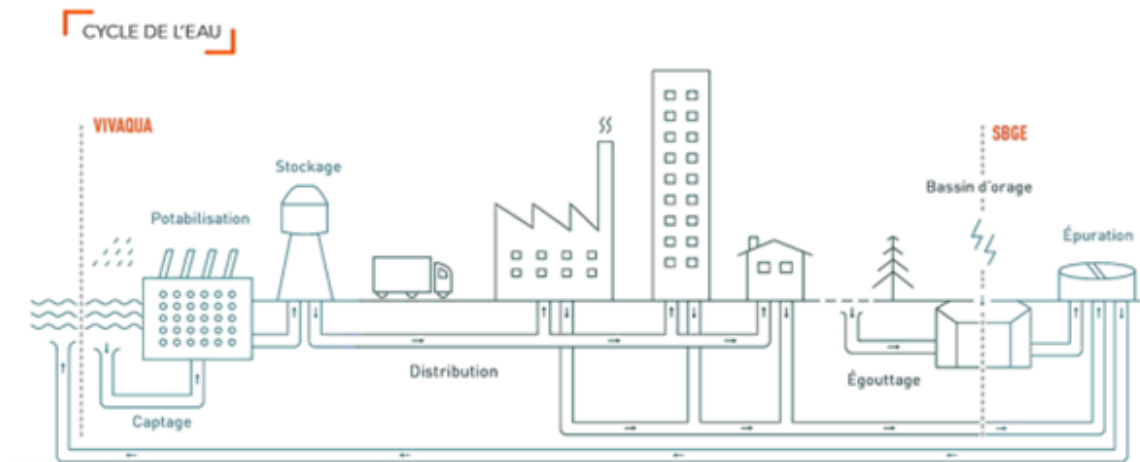 CYCLE DE L'EAU
VIVAQUA
SBGE
Stockage
Bassin d'orage
Potabilisation
Épuration
Distribution
Égouttage
Captage